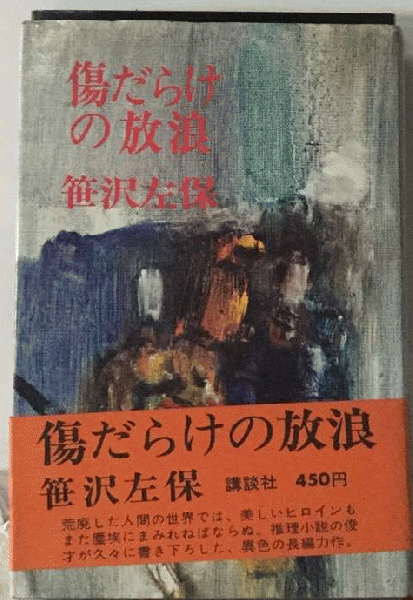 傷だらけ
の放浪
笹沢左保
傷だらけの放浪
笹沢左保 講談社 450円
荒廃した人間の世界では、美しいヒロインも
また塵埃にまみれねばならぬ。推理小説の俊
才が久々に書き下ろした、異色の長編力作。